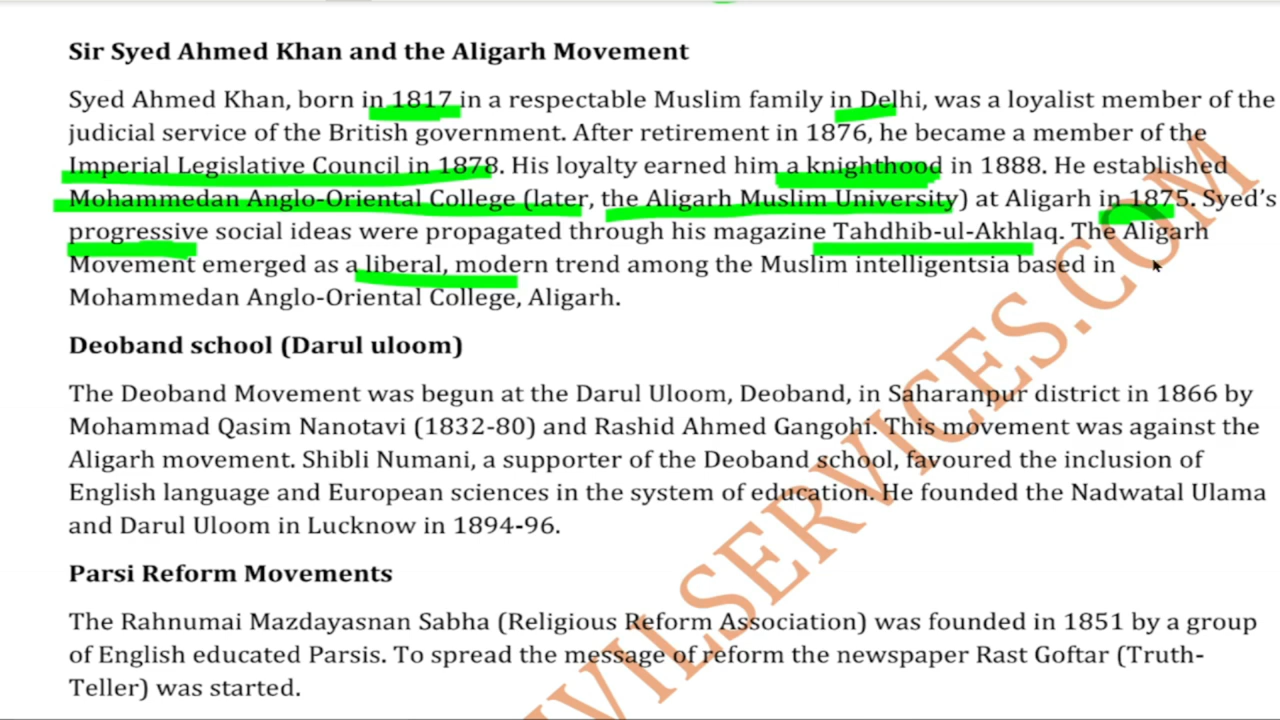 Sir Syed Ahmed Khan and the Aligarh Movement
Syed Ahmed Khan, born in 1817 in a respectable Muslim family in Delhi, was a loyalist member of the
judicial service of the British government. After retirement in 1876, he became a member of the
Imperial Legislative Council in 1878. His loyalty earned him a knighthood in 1888. He established
Mohammedan Anglo-Oriental College (later, the Aligarh Muslim University) at Aligarh in 1875. Syed's
progressive social ideas were propagated through his magazine Tahdhib-ul-Akhlaq. The Aligarh
Movement emerged as a liberal, modern trend among the Muslim intelligentsia based in
Mohammedan Anglo-Oriental College, Aligarh.
Deoband school (Darul uloom)
The Deoband Movement was begun at the Darul Uloom, Deoband, in Saharanpur district in 1866 by
Mohammad Qasim Nanotavi (1832-80) and Rashid Ahmed Gangohi. This movement was against the
Aligarh movement. Shibli Numani, a supporter of the Deoband school, favoured the inclusion of
English language and European sciences in the system of education. He founded the Nadwatal Ulama
and Darul Uloom in Lucknow in 1894-96.
Parsi Reform Movements
The Rahnumai Mazdayasnan Sabha (Religious Reform Association) was founded in 1851 by a group
of English educated Parsis. To spread the message of reform the newspaper Rast Goftar (Truth-
Teller) was started.
IVILSERVICES.COM